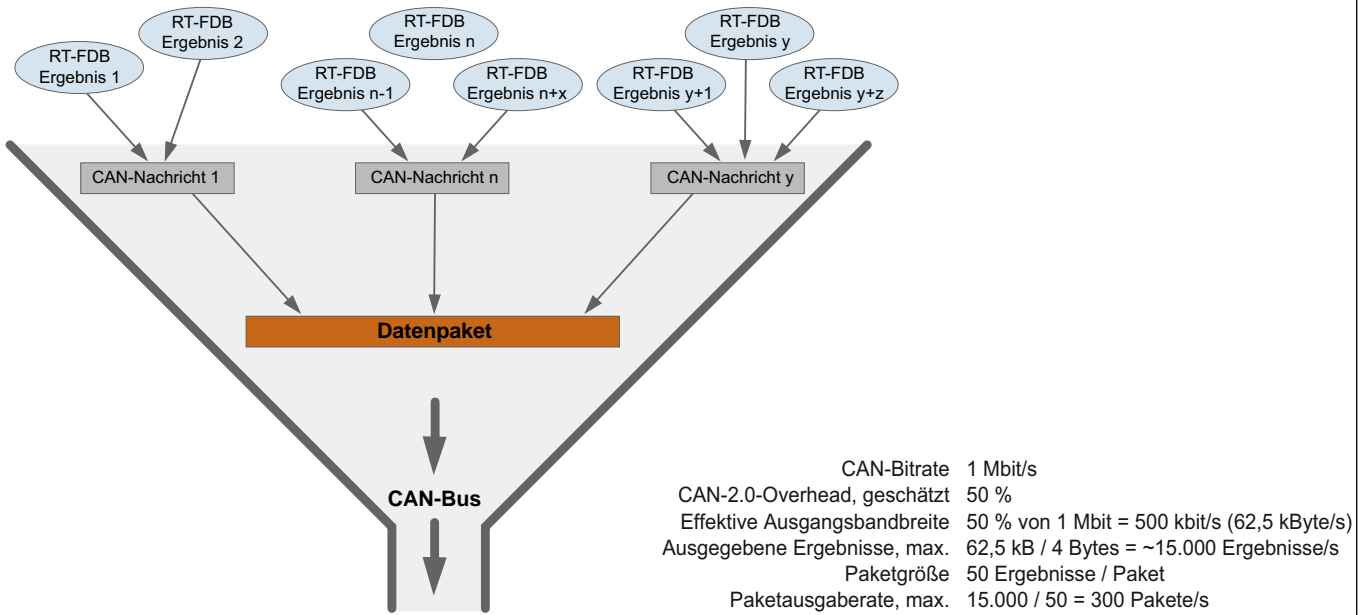 RT-FDB
Ergebnis 1
RT-FDB
Ergebnis 2
RT-FDB
Ergebnis n
RT-FDB
Ergebnis n-1
RT-FDB
Ergebnis n+x
RT-FDB
Ergebnis y
RT-FDB
Ergebnis y+1
RT-FDB
Ergebnis y+z
CAN-Nachricht 1
CAN-Nachricht n
CAN-Nachricht y
Datenpaket
CAN-Bus
CAN-Bitrate 1 Mbit/s
CAN-2.0-Overhead, geschätzt 50 %
Effektive Ausgangsbandbreite 50 % von 1 Mbit = 500 kbit/s (62,5 kByte/s)
Ausgegebene Ergebnisse, max. 62,5 kB / 4 Bytes = ~15.000 Ergebnisse/s
Paketgröße 50 Ergebnisse / Paket
Paketausgaberate, max. 15.000 / 50 = 300 Pakete/s